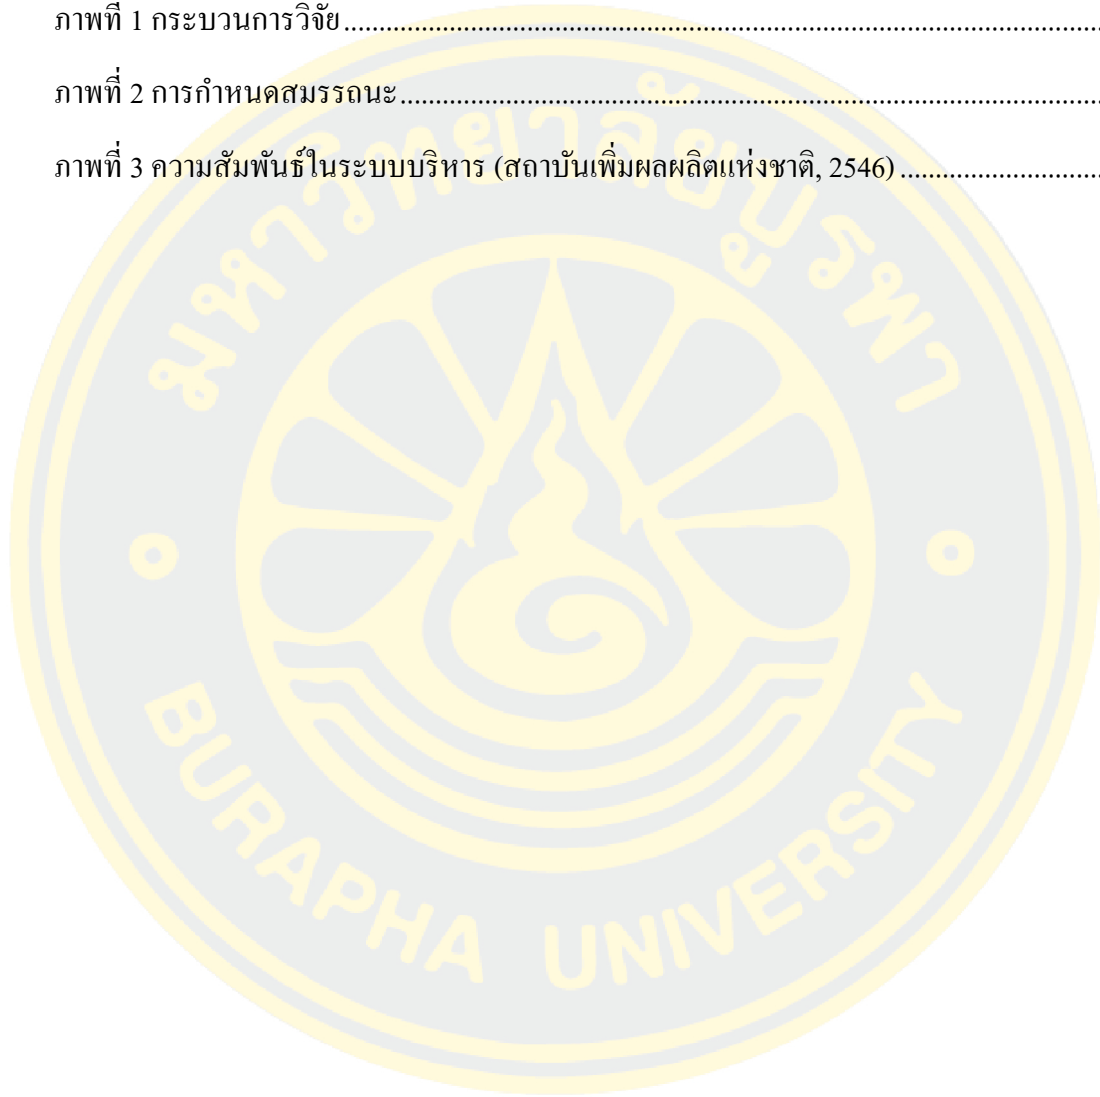 ภาพที่ 1 กระบวนการวิจัย....................................................................................................
ภาพที่ 2 การกำหนดสมรรถนะ....................................................................................................
ภาพที่ 3 ความสัมพันธ์ในระบบบริหาร (สถาบันเพิ่มผลผลิตแห่งชาติ, 2546)..............................
มหาวิทยาลัยบูรพา
BURAPHA UNIVERSITY